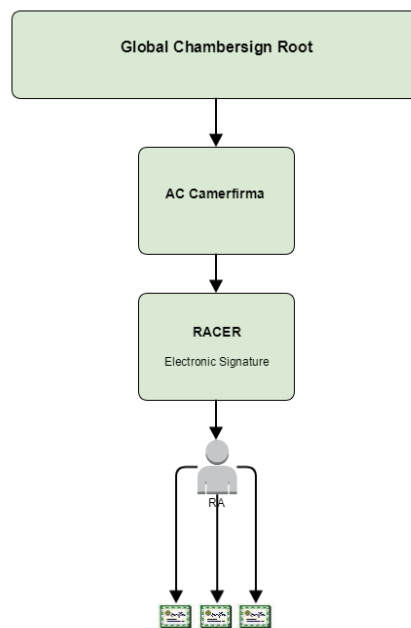 Global Chambersign Root
AC Camerfirma
RACER
Electronic Signature
RA